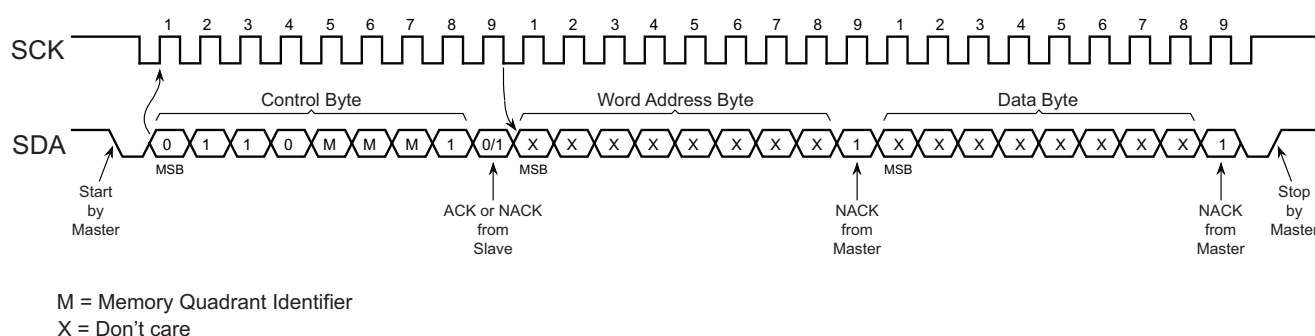 1 2 3 4 5 6 7 8 9 1 2 3 4 5 6 7 8 9 1 2 3 4 5 6 7 8 9
SCK
Control Byte Word Address Byte Data Byte
SDA 0 1 1 0 M M M 1 0/1 X X X X X X X X 1 X X X X X X X X 1
MSB MSB MSB
Start
by
Master
ACK or NACK
from
Slave
NACK
from
Master
NACK
from
Master
Stop
by
Master
M = Memory Quadrant Identifier
X = Don't care